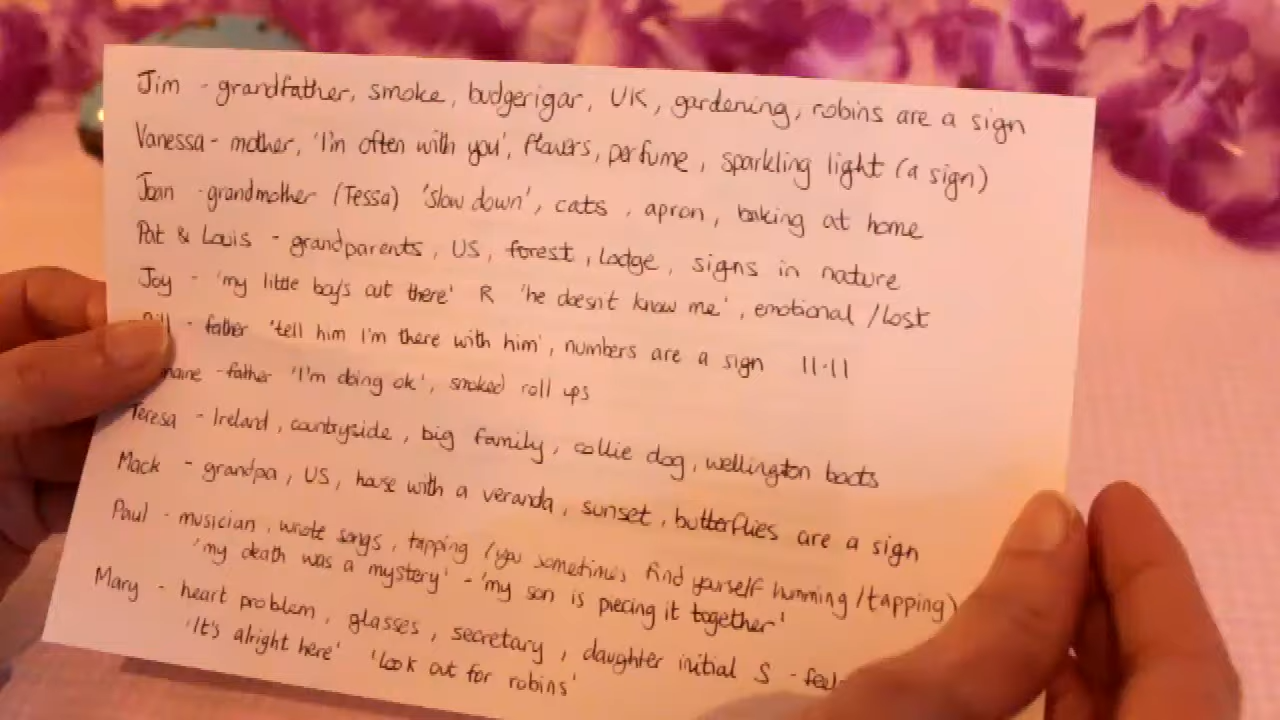 Jim - grandfather, smoke, budgerigar, UK, gardening, robins are a sign
Vanessa - mother, 'I'm often with you', flowers, perfume, sparkling light (a sign)
Joan - grandmother (Tessa) 'slow down', cats, apron, baking at home
Pat & Louis - grandparents, US, forest, lodge, signs in nature
Joy - 'my little boy's out there' R 'he doesn't know me', emotional / lost
- father 'tell him I'm there with him', numbers are a sign 11.11
- father 'I'm doing ok', smoked roll ups
Teresa - Ireland, countryside, big family, collie dog, wellington boots
Mack - grandpa, US, house with a veranda, sunset, butterflies are a sign
Paul - musician, wrote songs, tapping (you sometimes find yourself humming/tapping)
'my death was a mystery' - 'my son is piecing it together'
Mary - heart problem, glasses, secretary, daughter initial S -
'It's alright here' 'Look out for robins'